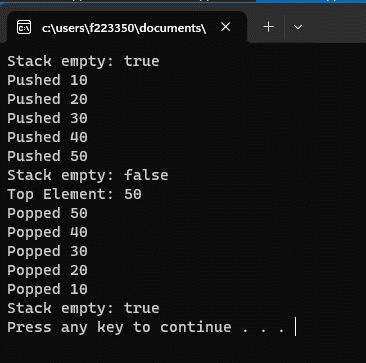 c:\users\f223350\documents\
Stack empty: true
Pushed 10
Pushed 20
Pushed 30
Pushed 40
Pushed 50
Stack empty: false
Top Element: 50
Popped 50
Popped 40
Popped 30
Popped 20
Popped 10
Stack empty: true
Press any key to continue . . .